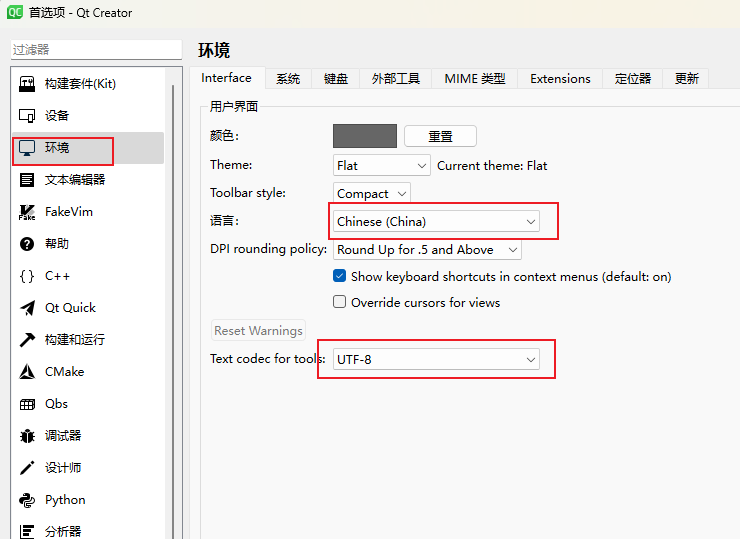 首选项 - Qt Creator
过滤器
构建套件(Kit)
设备
环境
文本编辑器
FakeVim
帮助
C++
Qt Quick
构建和运行
CMake
Qbs
调试器
设计师
Python
分析器
环境
Interface 系统 键盘 外部工具 MIME 类型 Extensions 定位器 更新
用户界面
颜色: 重置
Theme: Flat Current theme: Flat
Toolbar style: Compact
语言: Chinese (China)
DPI rounding policy: Round Up for .5 and Above
Show keyboard shortcuts in context menus (default: on)
Override cursors for views
Reset Warnings
Text codec for tools: UTF-8